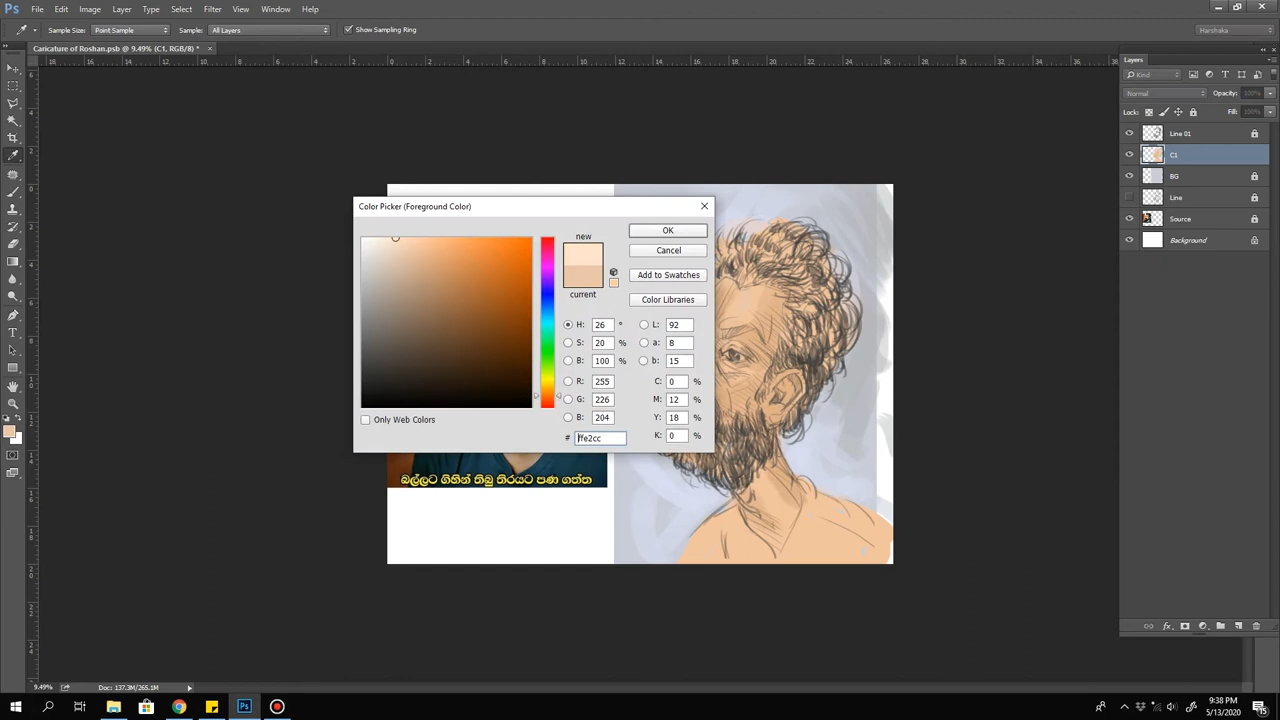 Ps File Edit Image Layer Type Select Filter View Window Help
Sample Size: Point Sample Sample: All Layers Show Sampling Ring Harshaka
Caricature of Roshan.psb @ 9.49% (C1, RGB/8) * ×
Layers
Kind
Normal Opacity: 100%
Lock: Fill: 100%
Line 01
C1
BG
Line
Source
Background
Color Picker (Foreground Color)
new
current
OK
Cancel
Add to Swatches
Color Libraries
H: 26 ° L: 92
S: 20 % a: 8
B: 100 % b: 15
R: 255 C: 0 %
G: 226 M: 12 %
B: 204 Y: 18 %
# ffe2cc K: 0 %
Only Web Colors
බල්ලට ගිහින් තිබු තිරයට පණ ගත්ත
9.49% Doc: 137.3M/265.1M
9:38 PM
5/13/2020
15